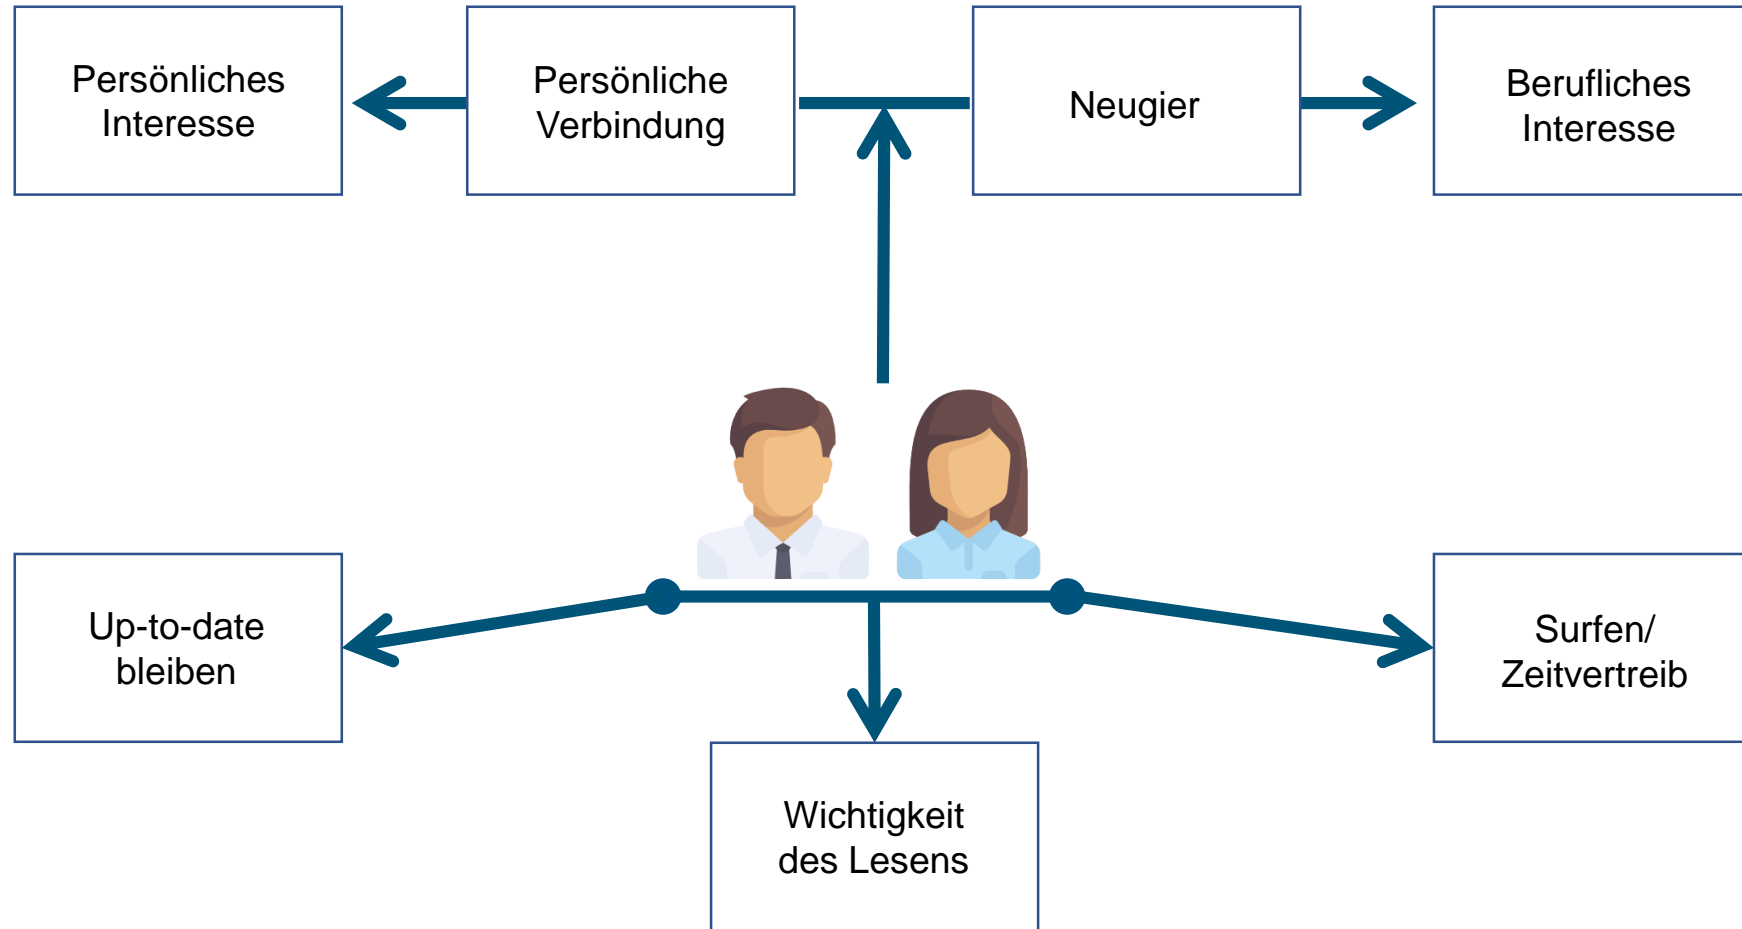 Persönliches
Interesse
Persönliche
Verbindung
Neugier
Berufliches
Interesse
Up-to-date
bleiben
Surfen/
Zeitvertreib
Wichtigkeit
des Lesens